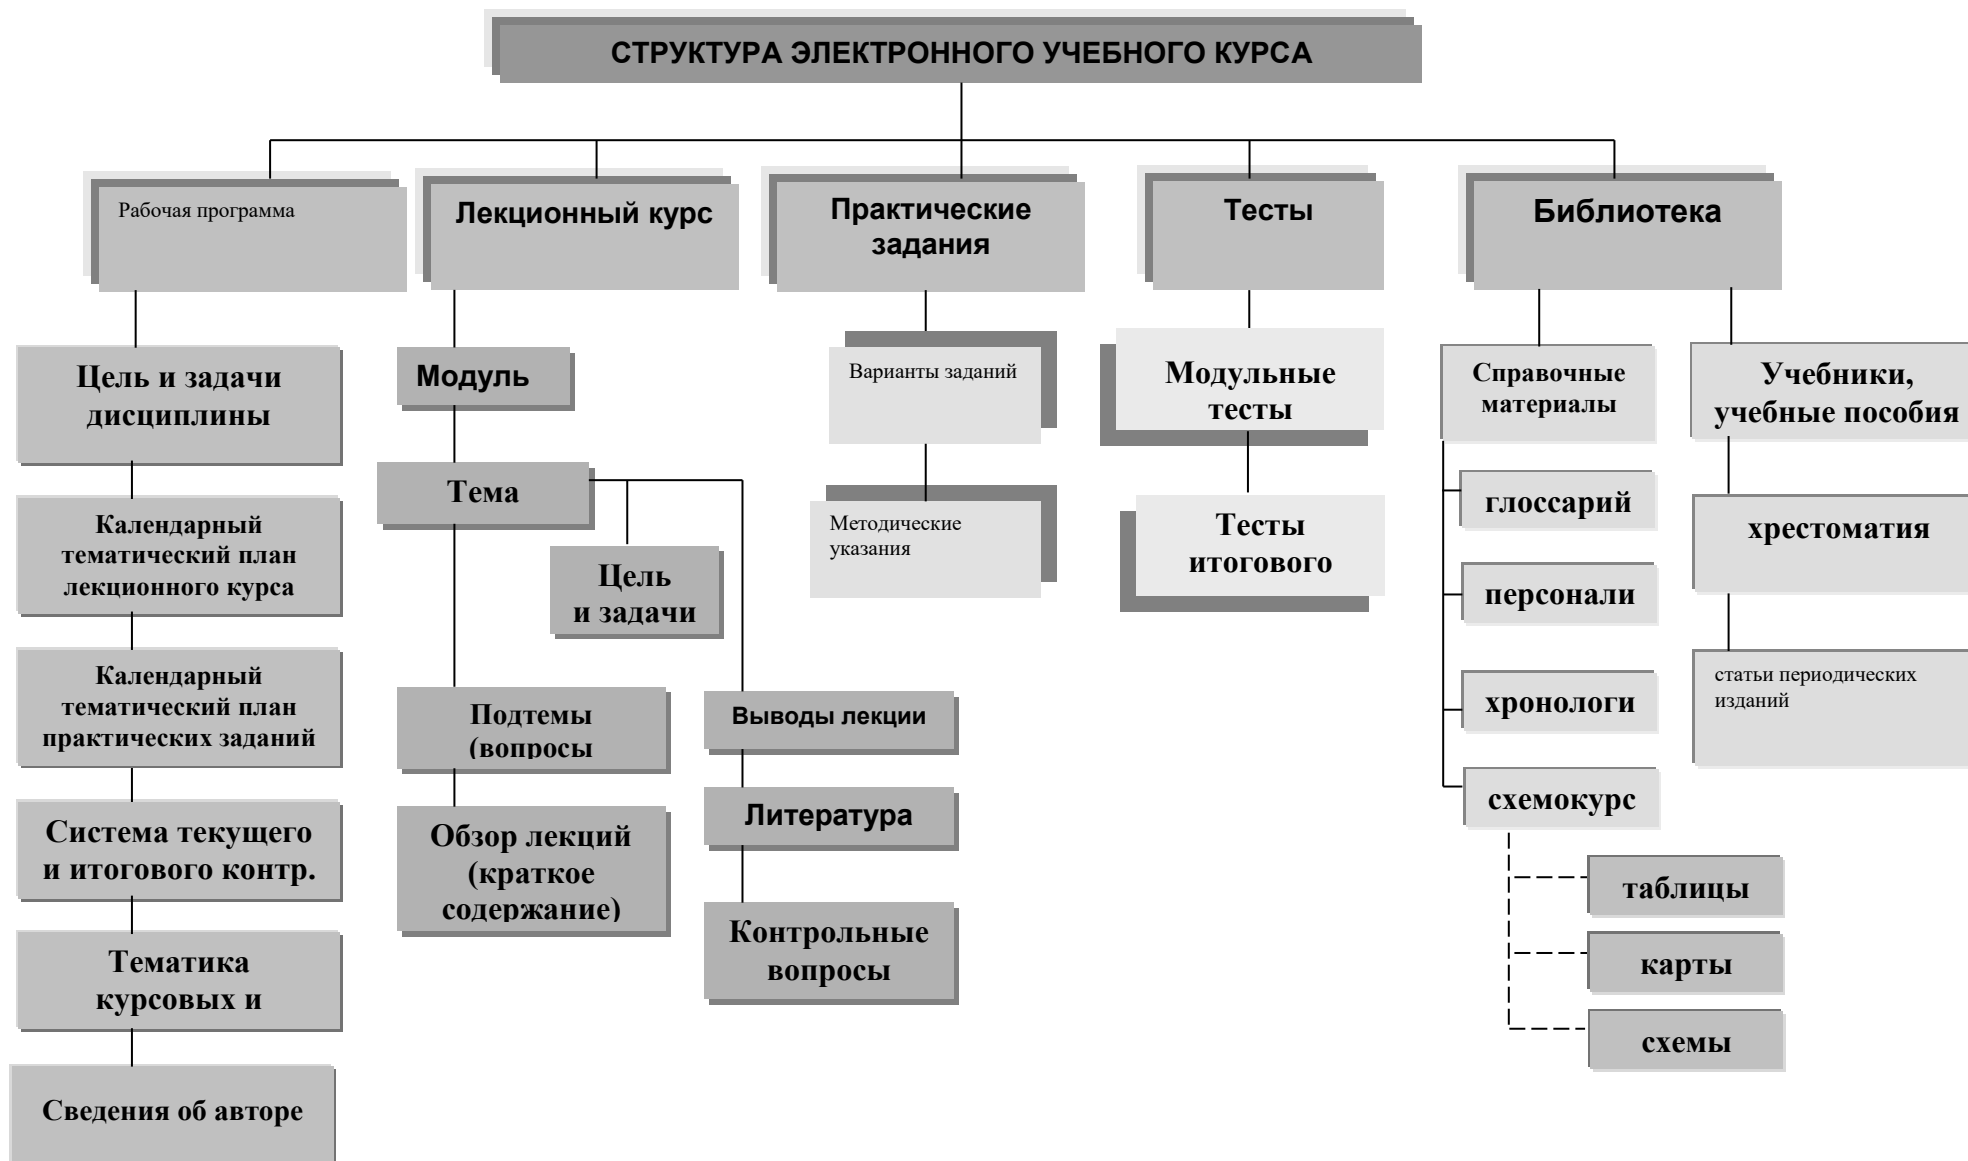 СТРУКТУРА ЭЛЕКТРОННОГО УЧЕБНОГО КУРСА
Рабочая программа
Лекционный курс
Практические
задания
Тесты
Библиотека
Цель и задачи
дисциплины
Календарный
тематический план
лекционного курса
Календарный
тематический план
практических заданий
Система текущего
и итогового контр.
Тематика
курсовых и
Сведения об авторе
Модуль
Тема
Цель
и задачи
Подтемы
(вопросы
Обзор лекций
(краткое
содержание)
Выводы лекции
Литература
Контрольные
вопросы
Варианты заданий
Методические
указания
Модульные
тесты
Тесты
итогового
Справочные
материалы
глоссарий
персонали
хронологи
схемокурс
таблицы
карты
схемы
Учебники,
учебные пособия
хрестоматия
статьи периодических
изданий